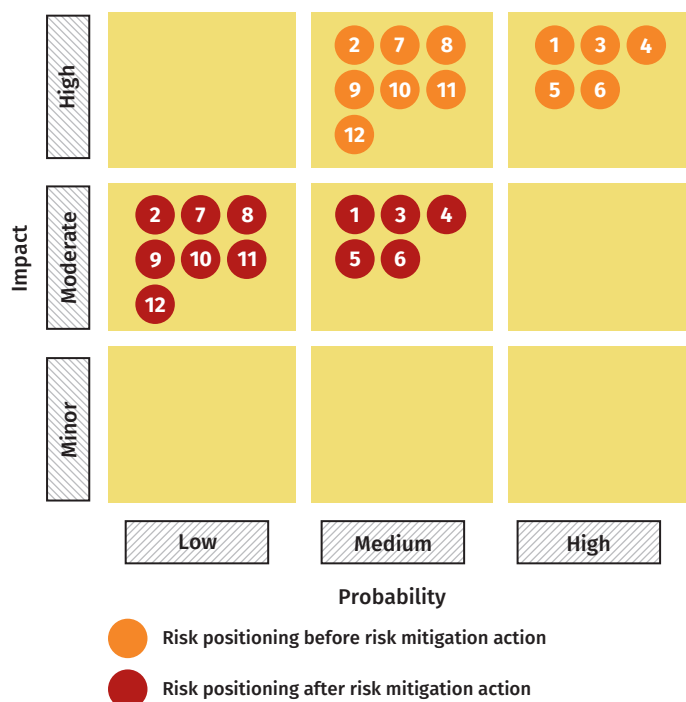 High
2 7 8
1 3 4
9 10 11
5 6
12
Impact
Moderate
2 7 8
1 3 4
9 10 11
5 6
12
Minor
Low
Medium
High
Probability
Risk positioning before risk mitigation action
Risk positioning after risk mitigation action